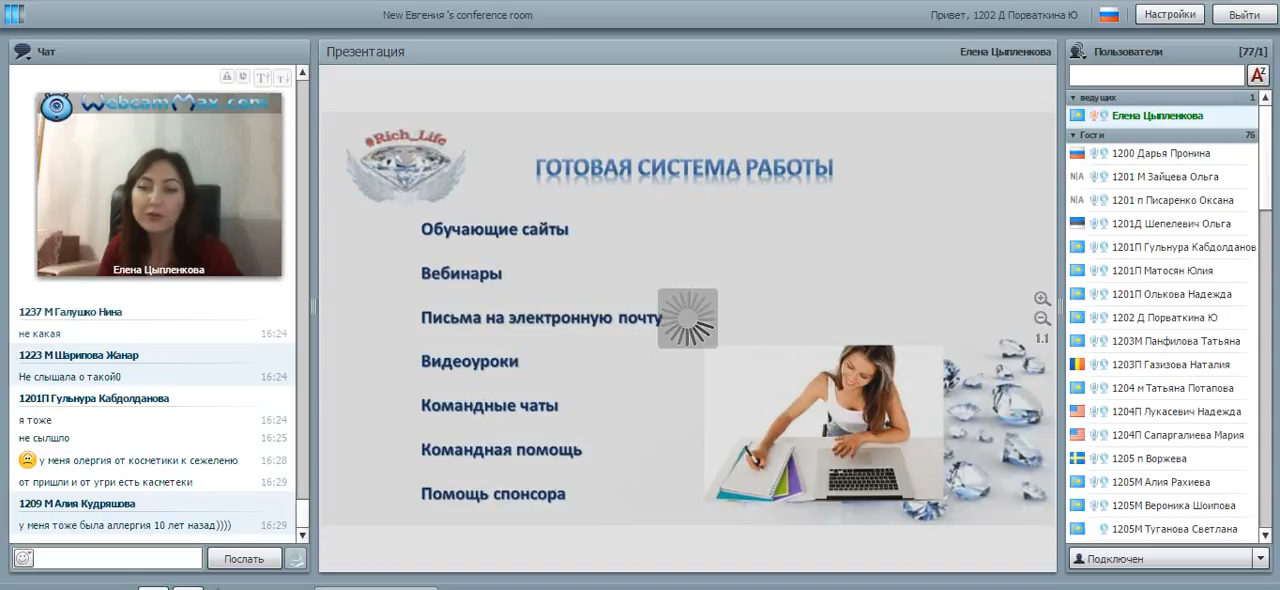 New Евгения 's conference room
Привет, 1202 Д Порваткина Ю
Настройки
Выйти
Чат
WebcamMax.com
Елена Цыпленкова
1237 М Галушко Нина
не какая 16:24
1223 М Шарипова Жанар
Не слышала о такой0 16:24
1201П Гульнура Кабдолданова
я тоже 16:24
не сылшло 16:25
у меня олергия от косметики к сежелению 16:28
от пришли и от угри есть касметеки 16:29
1209 М Алия Кудряшова
у меня тоже была аллергия 10 лет назад)))) 16:29
Послать
Презентация
Елена Цыпленкова
@Rich_Life
ГОТОВАЯ СИСТЕМА РАБОТЫ
Обучающие сайты
Вебинары
Письма на электронную почту
Видеоуроки
Командные чаты
Командная помощь
Помощь спонсора
1.1
Пользователи [77/1]
ведущих 1
Елена Цыпленкова
Гости 76
1200 Дарья Пронина
N|A 1201 М Зайцева Ольга
N|A 1201 п Писаренко Оксана
1201Д Шепелевич Ольга
1201П Гульнура Кабдолданов
1201П Матосян Юлия
1201П Олькова Надежда
1202 Д Порваткина Ю
1203М Панфилова Татьяна
1203П Газизова Наталия
1204 м Татьяна Потапова
1204П Лукасевич Надежда
1204П Сапаргалиева Мария
1205 п Воржева
1205М Алия Рахиева
1205М Вероника Шоипова
1205М Туганова Светлана
Подключен